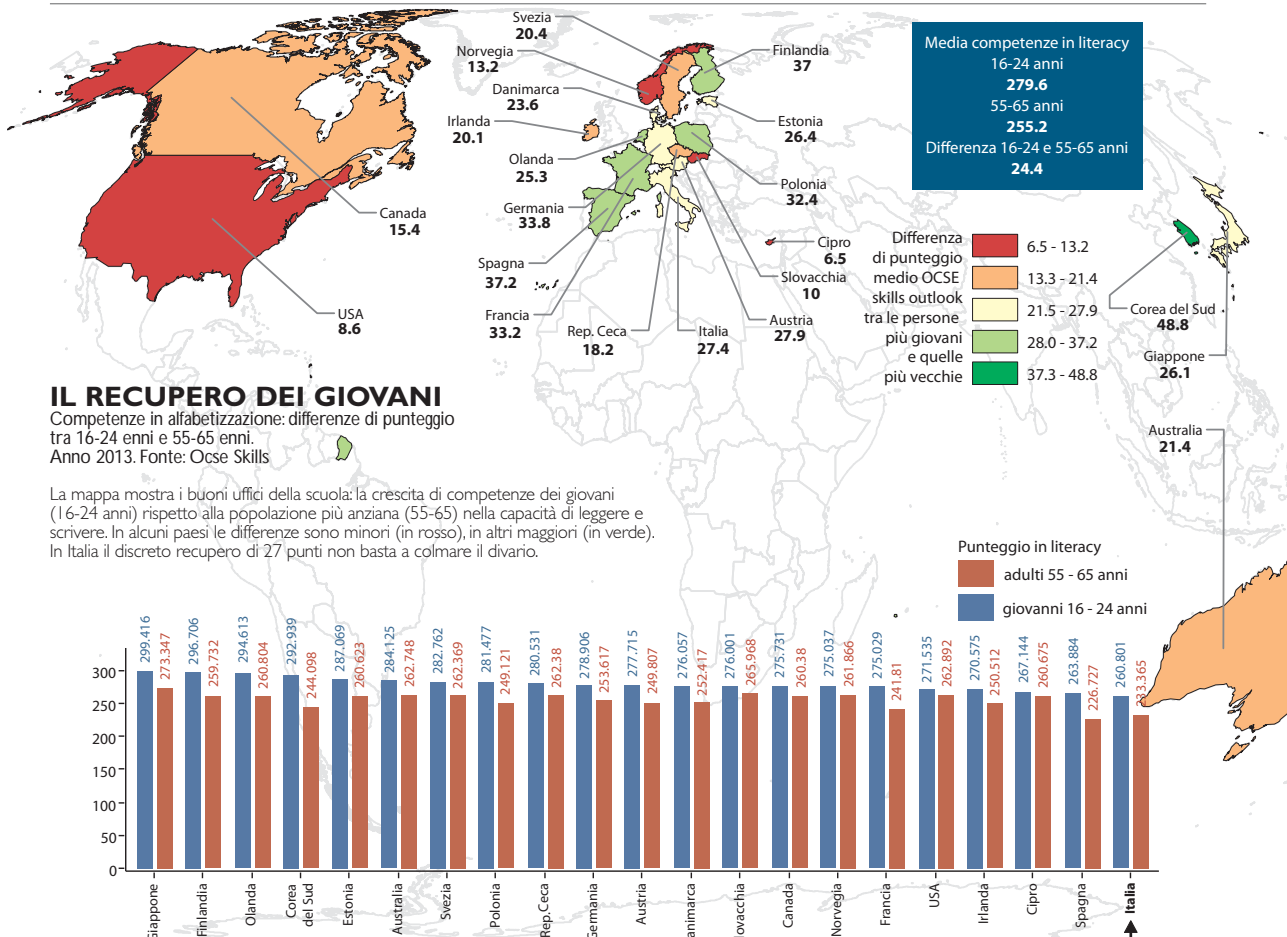 Svezia
20.4
Norvegia
13.2
Danimarca
23.6
Irlanda
20.1
Olanda
25.3
Germania
33.8
Spagna
37.2
Francia
33.2
Rep. Ceca
18.2
Italia
27.4
Austria
27.9
Slovacchia
10
Cipro
6.5
Polonia
32.4
Estonia
26.4
Finlandia
37
Canada
15.4
USA
8.6
Media competenze in literacy
16-24 anni
279.6
55-65 anni
255.2
Differenza 16-24 e 55-65 anni
24.4
Differenza
di punteggio
medio OCSE
skills outlook
tra le persone
più giovani
e quelle
più vecchie
6.5 - 13.2
13.3 - 21.4
21.5 - 27.9
28.0 - 37.2
37.3 - 48.8
Corea del Sud
48.8
Giappone
26.1
Australia
21.4
IL RECUPERO DEI GIOVANI
Competenze in alfabetizzazione: differenze di punteggio
tra 16-24 enni e 55-65 enni.
Anno 2013. Fonte: Ocse Skills
La mappa mostra i buoni uffici della scuola: la crescita di competenze dei giovani
(16-24 anni) rispetto alla popolazione più anziana (55-65) nella capacità di leggere e
scrivere. In alcuni paesi le differenze sono minori (in rosso), in altri maggiori (in verde).
In Italia il discreto recupero di 27 punti non basta a colmare il divario.
Punteggio in literacy
adulti 55 - 65 anni
giovanni 16 - 24 anni
300
250
200
150
100
50
0
299.416
273.347
296.706
259.732
294.613
260.804
292.939
244.098
287.069
260.623
284.125
262.748
282.762
262.369
281.477
249.121
280.531
262.38
278.906
253.617
277.715
249.807
276.057
252.417
276.001
265.968
275.731
260.38
275.037
261.866
275.029
241.81
271.535
262.892
270.575
250.512
267.144
260.675
263.884
226.727
260.801
233.365
Giappone
Finlandia
Olanda
Corea
del Sud
Estonia
Australia
Svezia
Polonia
Rep.Ceca
Germania
Austria
animarca
lovacchia
Canada
Norvegia
Francia
USA
Irlanda
Cipro
Spagna
Italia